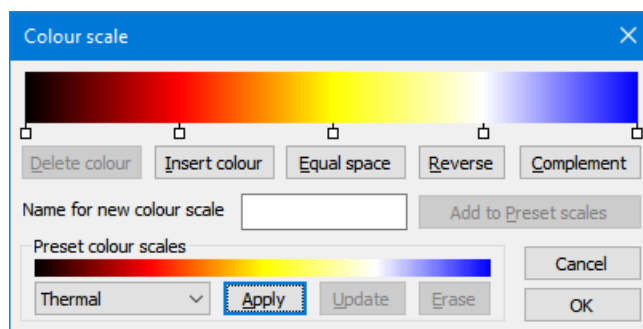 Colour scale
Delete colour Insert colour Equal space Reverse Complement
Name for new colour scale Add to Preset scales
Preset colour scales
Cancel
Thermal Apply Update Erase OK